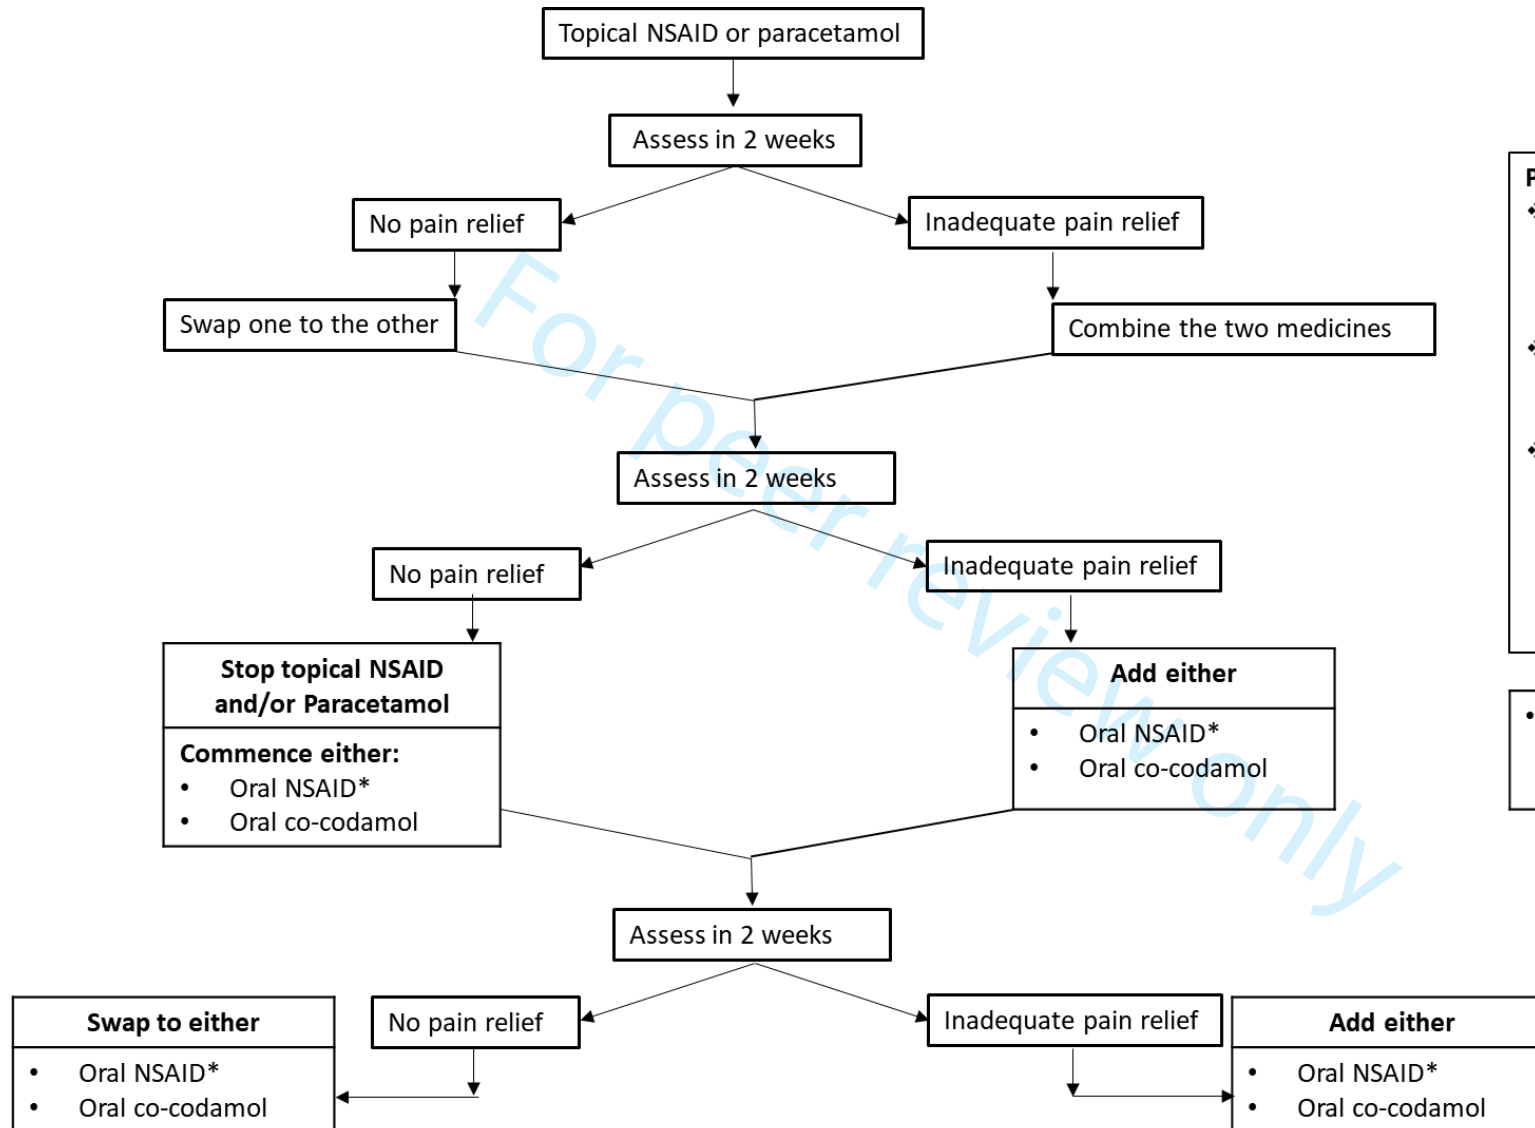 Topical NSAID or paracetamol
Assess in 2 weeks
No pain relief
Inadequate pain relief
Swap one to the other
Combine the two medicines
Assess in 2 weeks
No pain relief
Inadequate pain relief
Stop topical NSAID
and/or Paracetamol
Commence either:
• Oral NSAID*
• Oral co-codamol
Add either
• Oral NSAID*
• Oral co-codamol
Assess in 2 weeks
No pain relief
Inadequate pain relief
Swap to either
• Oral NSAID*
• Oral co-codamol
Add either
• Oral NSAID*
• Oral co-codamol
For peer review only